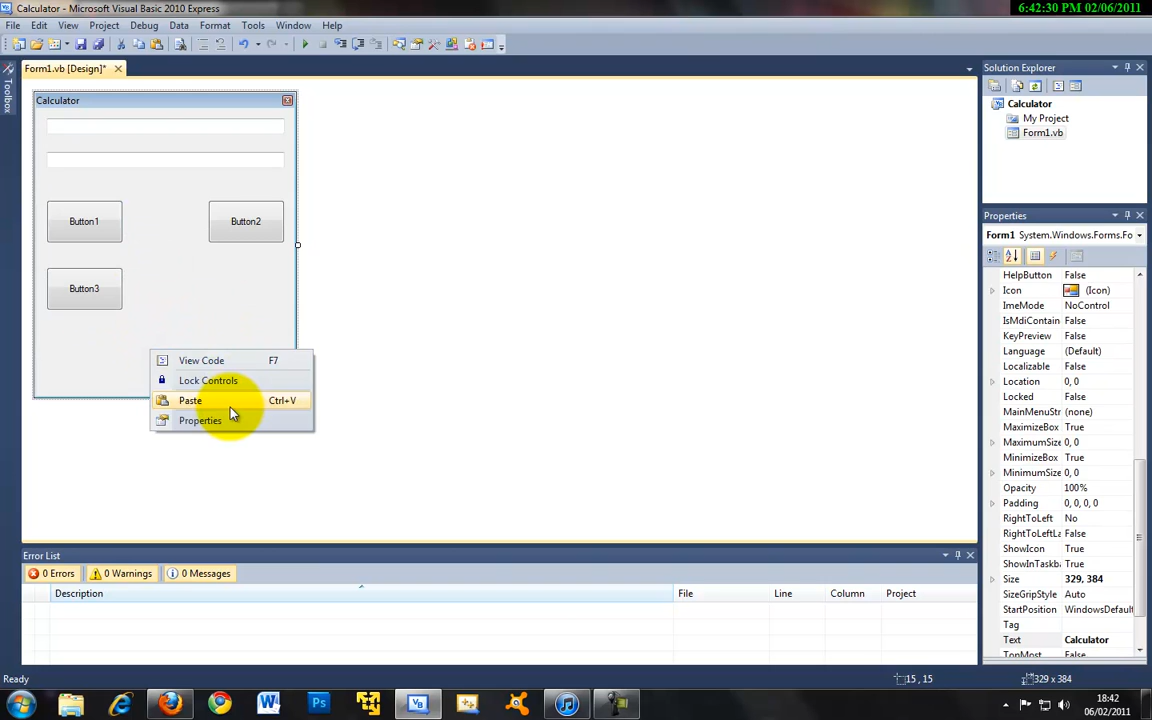 Calculator - Microsoft Visual Basic 2010 Express
6:42:30 PM 02/06/2011
File Edit View Project Debug Data Format Tools Window Help
Form1.vb [Design]*
Toolbox
Calculator
Button1
Button2
Button3
View Code F7
Lock Controls
Paste Ctrl+V
Properties
Solution Explorer
Calculator
My Project
Form1.vb
Properties
Form1 System.Windows.Forms.Fo
HelpButton False
Icon (Icon)
ImeMode NoControl
IsMdiContain False
KeyPreview False
Language (Default)
Localizable False
Location 0, 0
Locked False
MainMenuStr (none)
MaximizeBox True
MaximumSize 0, 0
MinimizeBox True
MinimumSize 0, 0
Opacity 100%
Padding 0, 0, 0, 0
RightToLeft No
RightToLeftLa False
ShowIcon True
ShowInTaskba True
Size 329, 384
SizeGripStyle Auto
StartPosition WindowsDefault
Tag
Text Calculator
TopMost False
Error List
0 Errors 0 Warnings 0 Messages
Description File Line Column Project
Ready
15 , 15
329 x 384
W
Ps
VB
18:42
06/02/2011